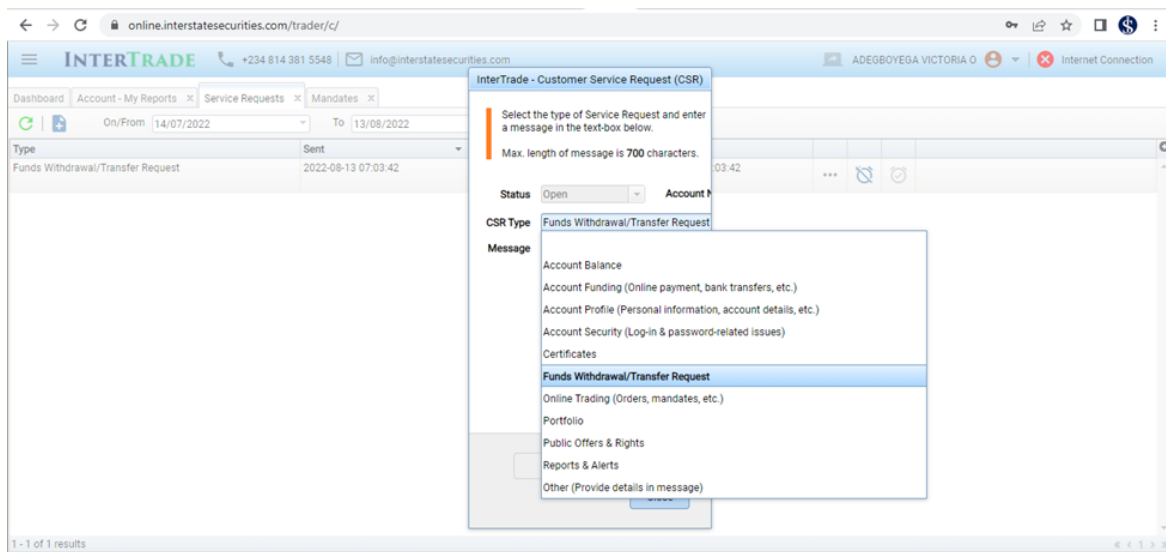 online.interstatesecurities.com/trader/c/
INTERTRADE +234 814 381 5548 info@interstatesecurities.com ADEGBOYEGA VICTORIA O Internet Connection
InterTrade - Customer Service Request (CSR)
Dashboard Account - My Reports x Service Requests x Mandates x
On/From 14/07/2022 To 13/08/2022
Select the type of Service Request and enter
a message in the text-box below.
Max. length of message is 700 characters.
Type Sent
Funds Withdrawal/Transfer Request 2022-08-13 07:03:42 :03:42
Status Open Account N
CSR Type Funds Withdrawal/Transfer Request
Message
Account Balance
Account Funding (Online payment, bank transfers, etc.)
Account Profile (Personal information, account details, etc.)
Account Security (Log-in & password-related issues)
Certificates
Funds Withdrawal/Transfer Request
Online Trading (Orders, mandates, etc.)
Portfolio
Public Offers & Rights
Reports & Alerts
Other (Provide details in message)
1 - 1 of 1 results « < 1 >